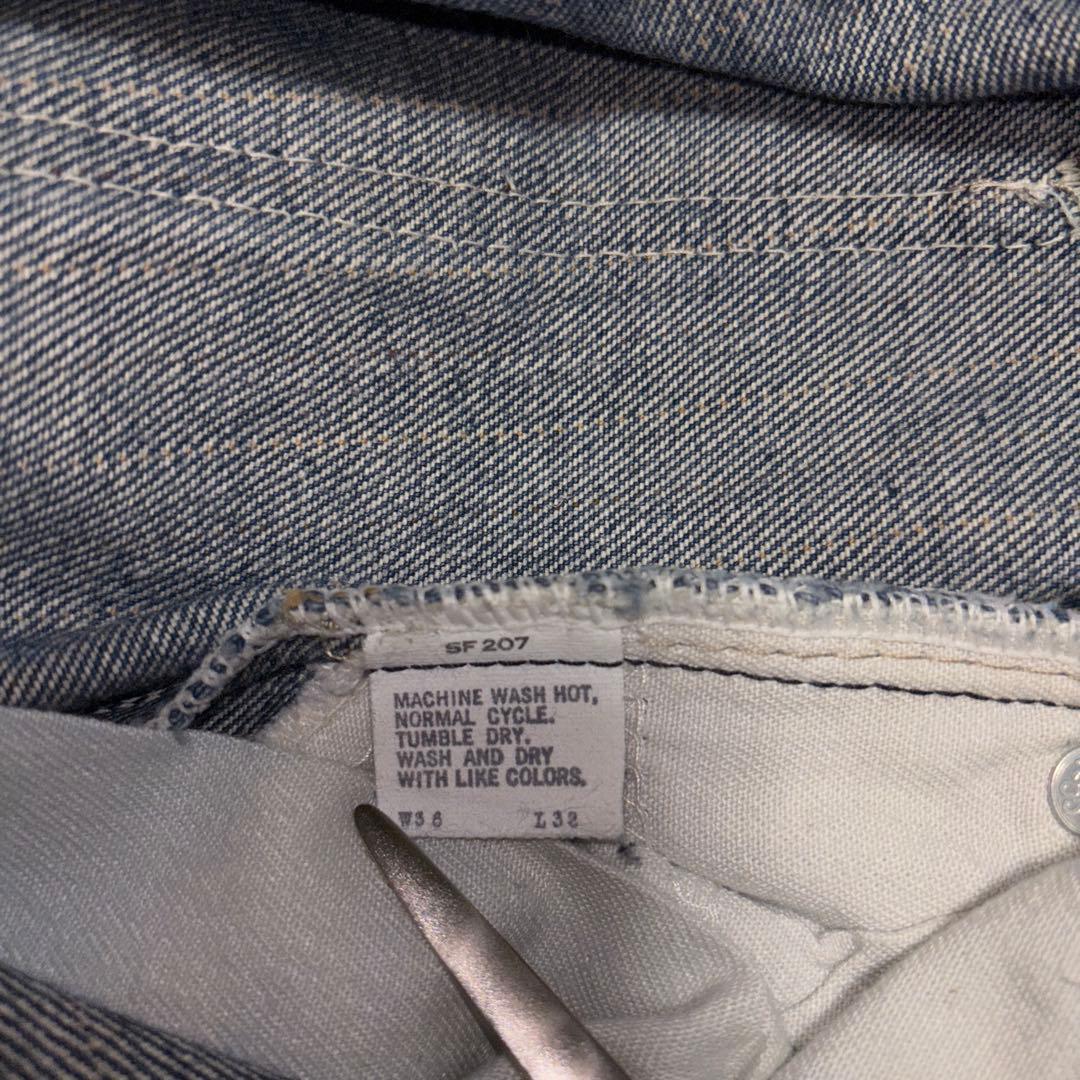 SF 207
MACHINE WASH HOT,
NORMAL CYCLE.
TUMBLE DRY.
WASH AND DRY
WITH LIKE COLORS.
W36 L32